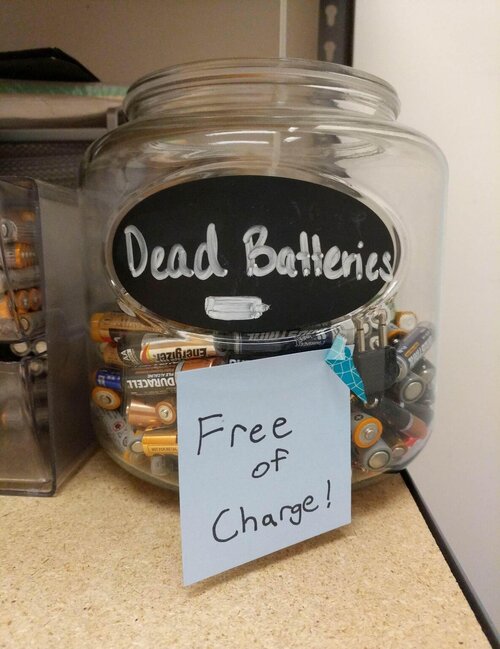 Dead Batteries
Energizer
DURACELL
Free
of
Charge!